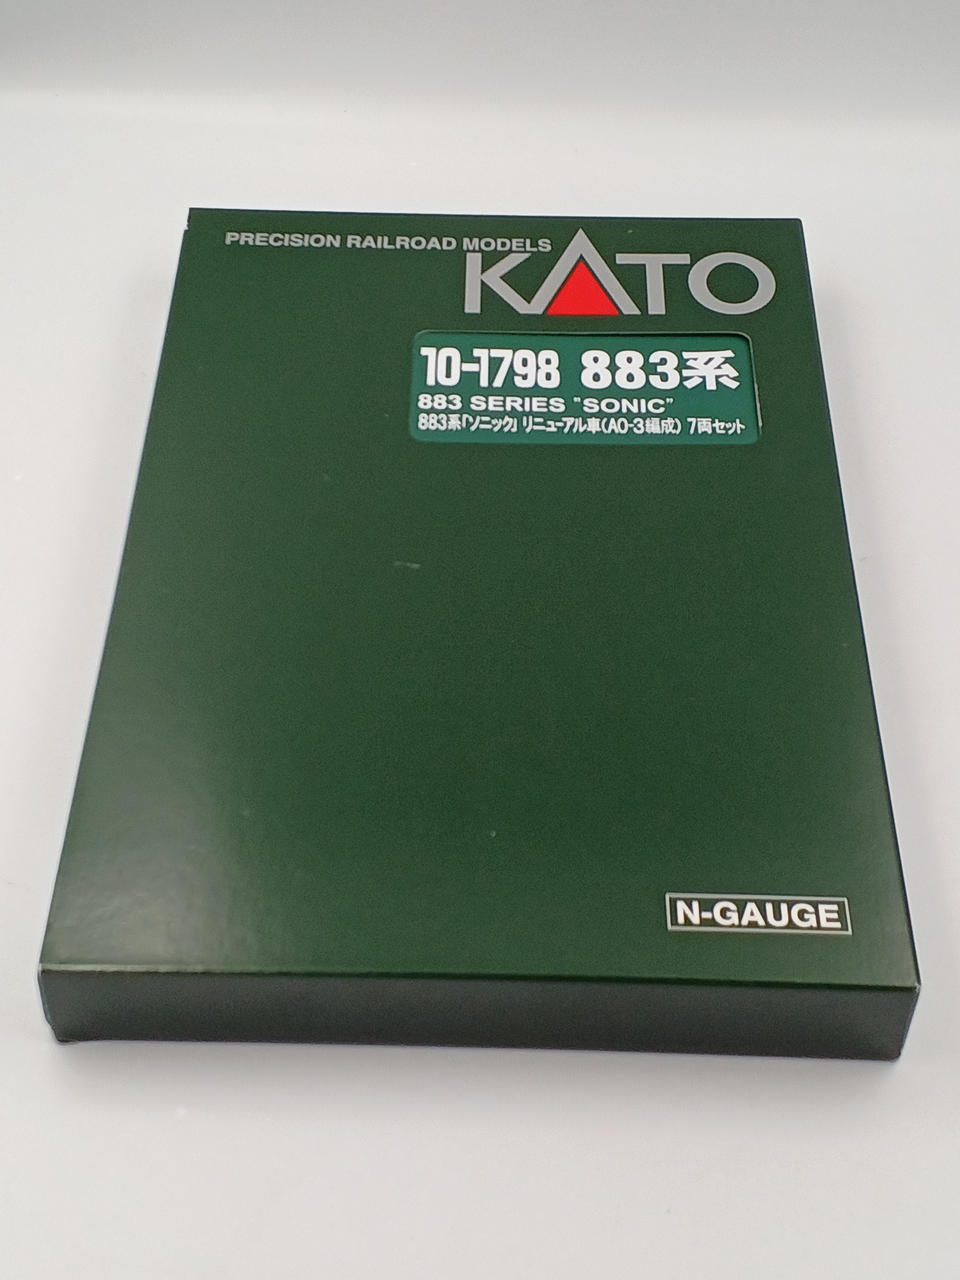 PRECISION RAILROAD MODELS
KATO
10-1798 883系
883 SERIES "SONIC"
883系「ソニック」リニューアル車(AO-3編成) 7両セット
N-GAUGE